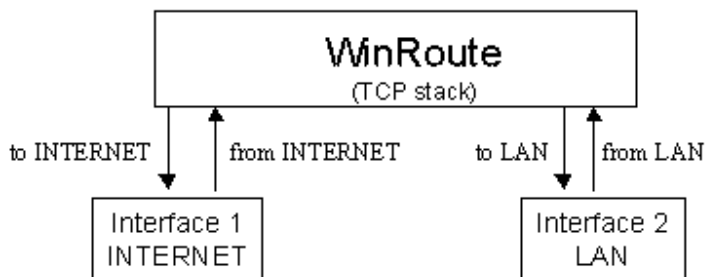 WinRoute
(TCP stack)
to INTERNET
from INTERNET
to LAN
from LAN
Interface 1
INTERNET
Interface 2
LAN